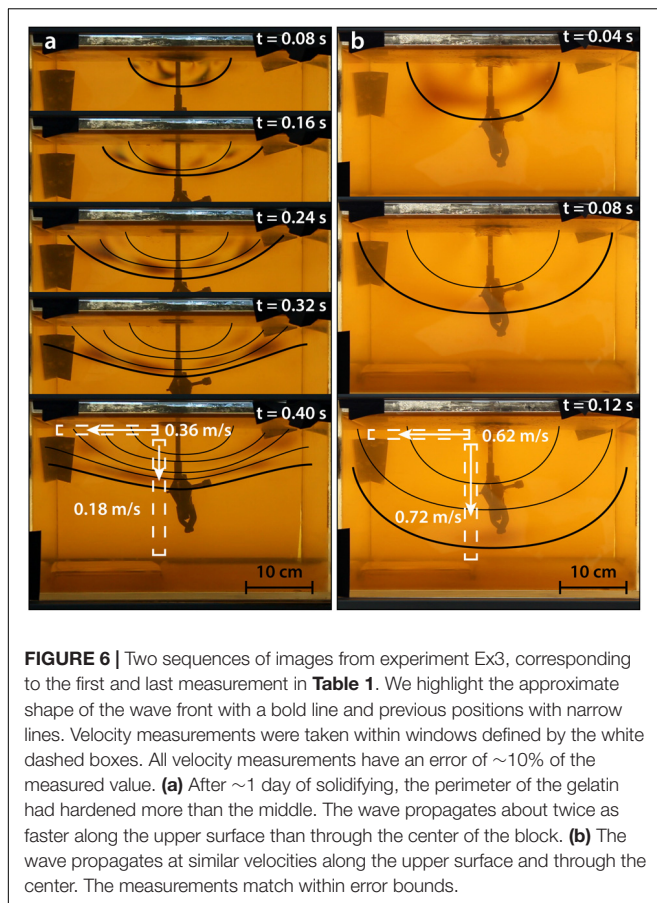 a
t = 0.08 s
t = 0.16 s
t = 0.24 s
t = 0.32 s
t = 0.40 s
0.36 m/s
0.18 m/s
10 cm
b
t = 0.04 s
t = 0.08 s
t = 0.12 s
0.62 m/s
0.72 m/s
10 cm
FIGURE 6 | Two sequences of images from experiment Ex3, corresponding
to the first and last measurement in Table 1. We highlight the approximate
shape of the wave front with a bold line and previous positions with narrow
lines. Velocity measurements were taken within windows defined by the white
dashed boxes. All velocity measurements have an error of ∼10% of the
measured value. (a) After ∼1 day of solidifying, the perimeter of the gelatin
had hardened more than the middle. The wave propagates about twice as
faster along the upper surface than through the center of the block. (b) The
wave propagates at similar velocities along the upper surface and through the
center. The measurements match within error bounds.